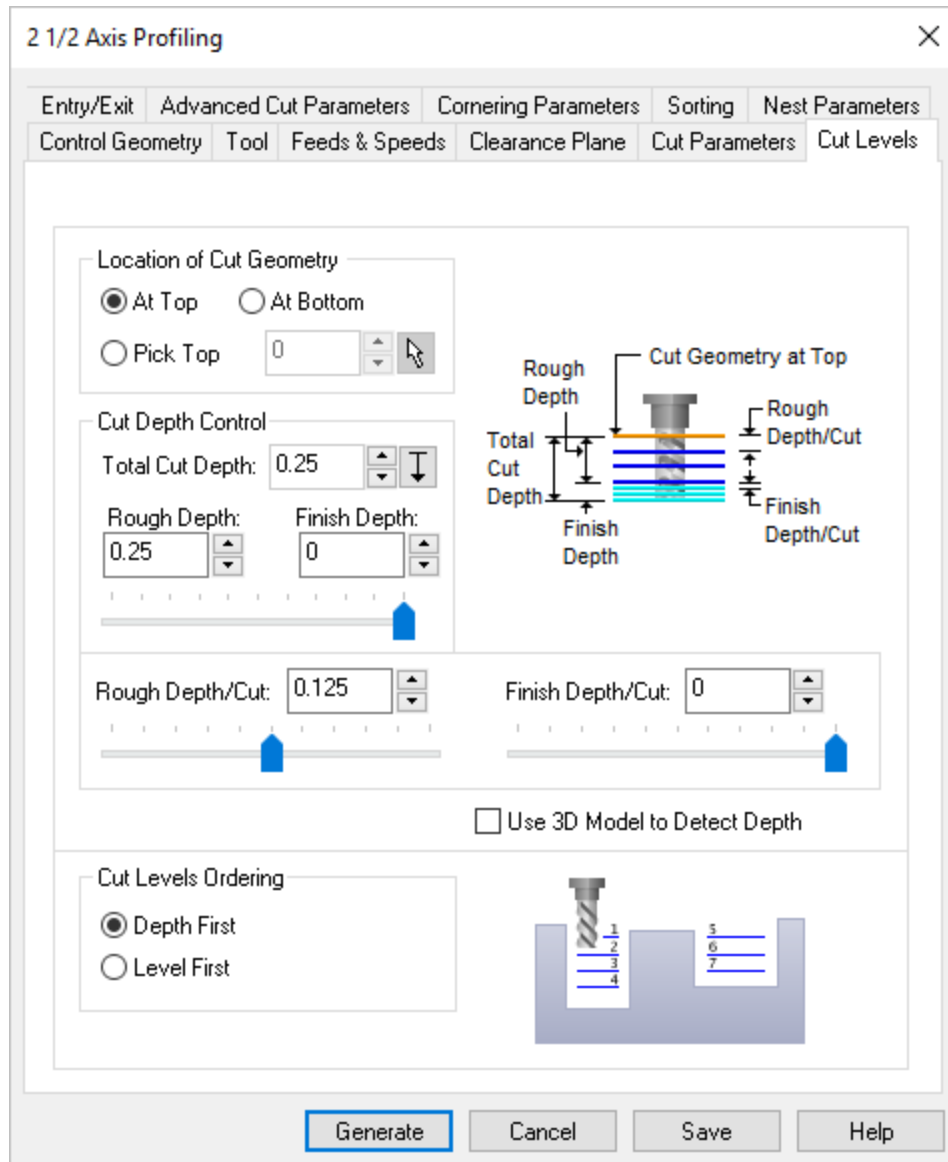 2 1/2 Axis Profiling
Entry/Exit Advanced Cut Parameters Cornering Parameters Sorting Nest Parameters
Control Geometry Tool Feeds & Speeds Clearance Plane Cut Parameters Cut Levels
Location of Cut Geometry
At Top At Bottom
Pick Top 0
Cut Depth Control
Total Cut Depth: 0.25
Rough Depth: Finish Depth:
0.25 0
Cut Geometry at Top
Rough
Depth
Rough
Depth/Cut
Total
Cut
Depth
Finish
Depth
Finish
Depth/Cut
Rough Depth/Cut: 0.125 Finish Depth/Cut: 0
Use 3D Model to Detect Depth
Cut Levels Ordering
Depth First
Level First
1
2
3
4
5
6
7
Generate Cancel Save Help